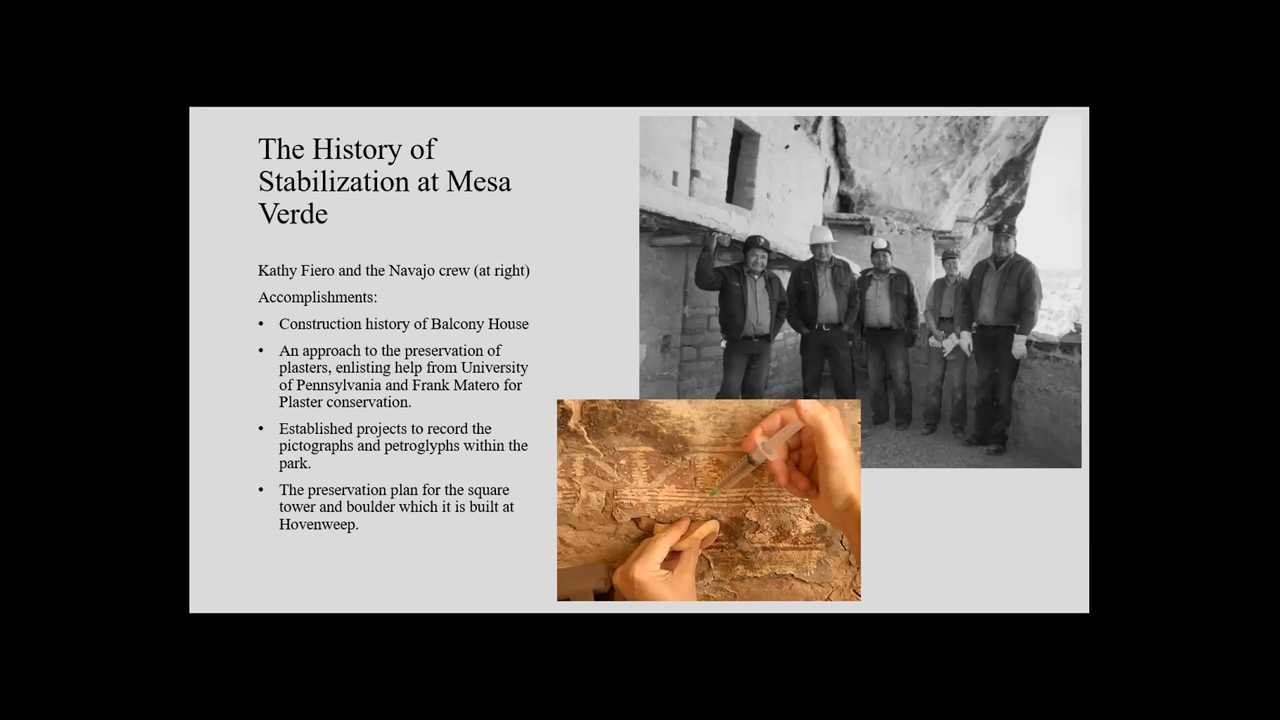 The History of
Stabilization at Mesa
Verde
Kathy Fiero and the Navajo crew (at right)
Accomplishments:
• Construction history of Balcony House
• An approach to the preservation of
plasters, enlisting help from University
of Pennsylvania and Frank Matero for
Plaster conservation.
• Established projects to record the
pictographs and petroglyphs within the
park.
• The preservation plan for the square
tower and boulder which it is built at
Hovenweep.